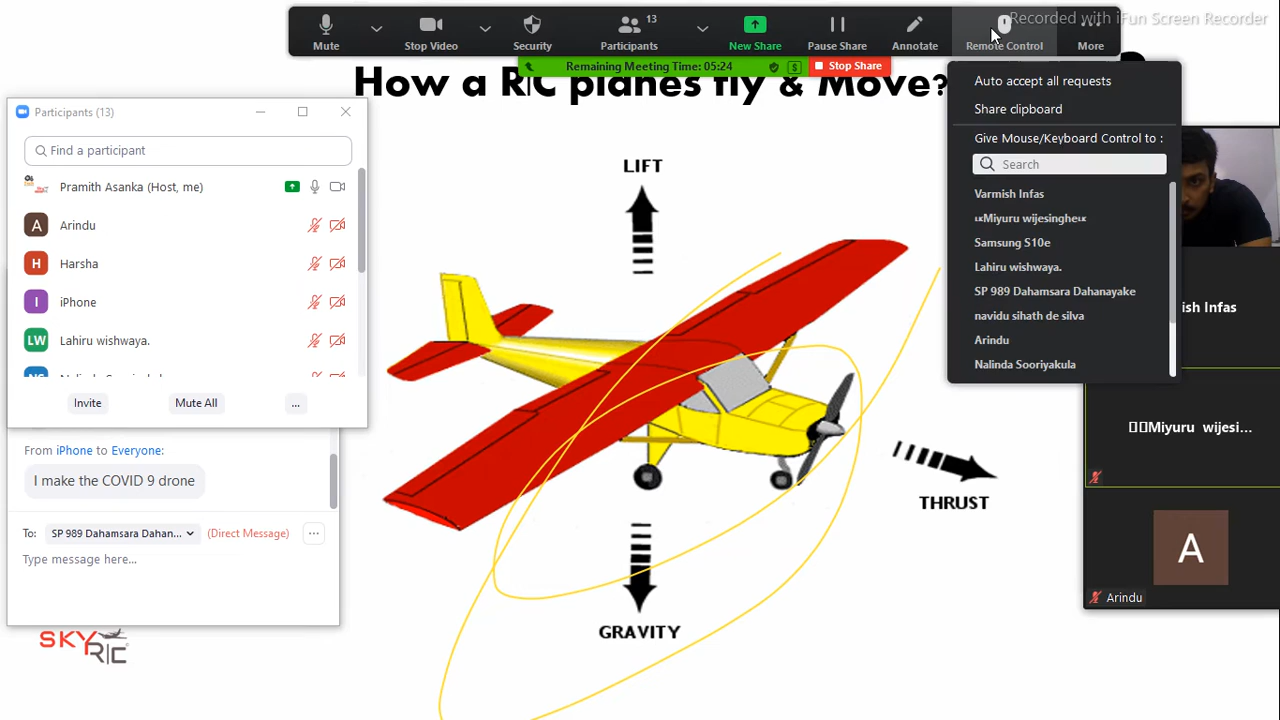 Recorded with iFun Screen Recorder
Mute
Stop Video
Security
Participants
13
New Share
Pause Share
Annotate
Remote Control
More
Remaining Meeting Time: 05:24
Stop Share
How a R|C planes fly & Move?
Auto accept all requests
Share clipboard
Give Mouse/Keyboard Control to :
Search
Varmish Infas
Miyuru wijesinghe
Samsung S10e
Lahiru wishwaya.
SP 989 Dahamsara Dahanayake
navidu sihath de silva
Arindu
Nalinda Sooriyakula
Participants (13)
Find a participant
Pramith Asanka (Host, me)
A Arindu
H Harsha
I iPhone
LW Lahiru wishwaya.
Invite
Mute All
...
From iPhone to Everyone:
I make the COVID 9 drone
To: SP 989 Dahamsara Dahan... (Direct Message)
Type message here...
SKY R|C
LIFT
THRUST
GRAVITY
ish Infas
Miyuru wijesi...
A
Arindu